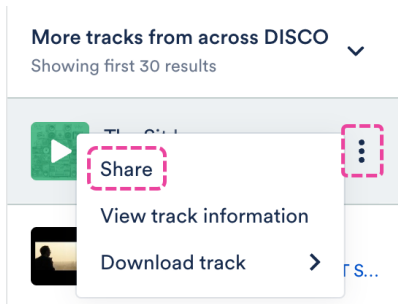 More tracks from across DISCO
Showing first 30 results
Share
View track information
Download track
T S...